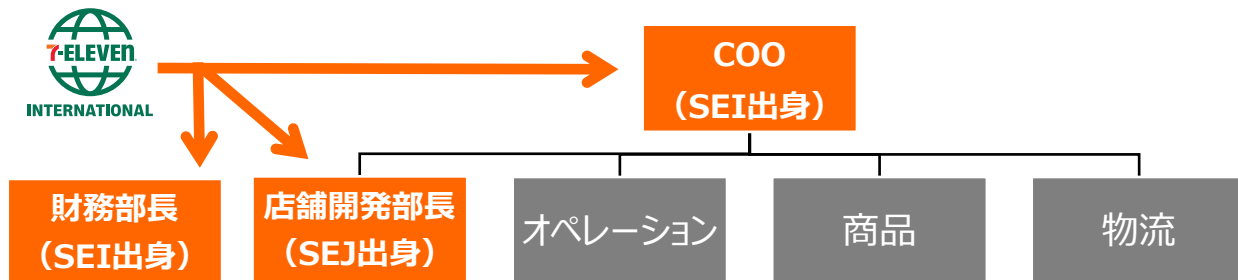 7-ELEVEN
INTERNATIONAL
COO
（SEI出身）
財務部長
（SEI出身）
店舗開発部長
（SEJ出身）
オペレーション
商品
物流